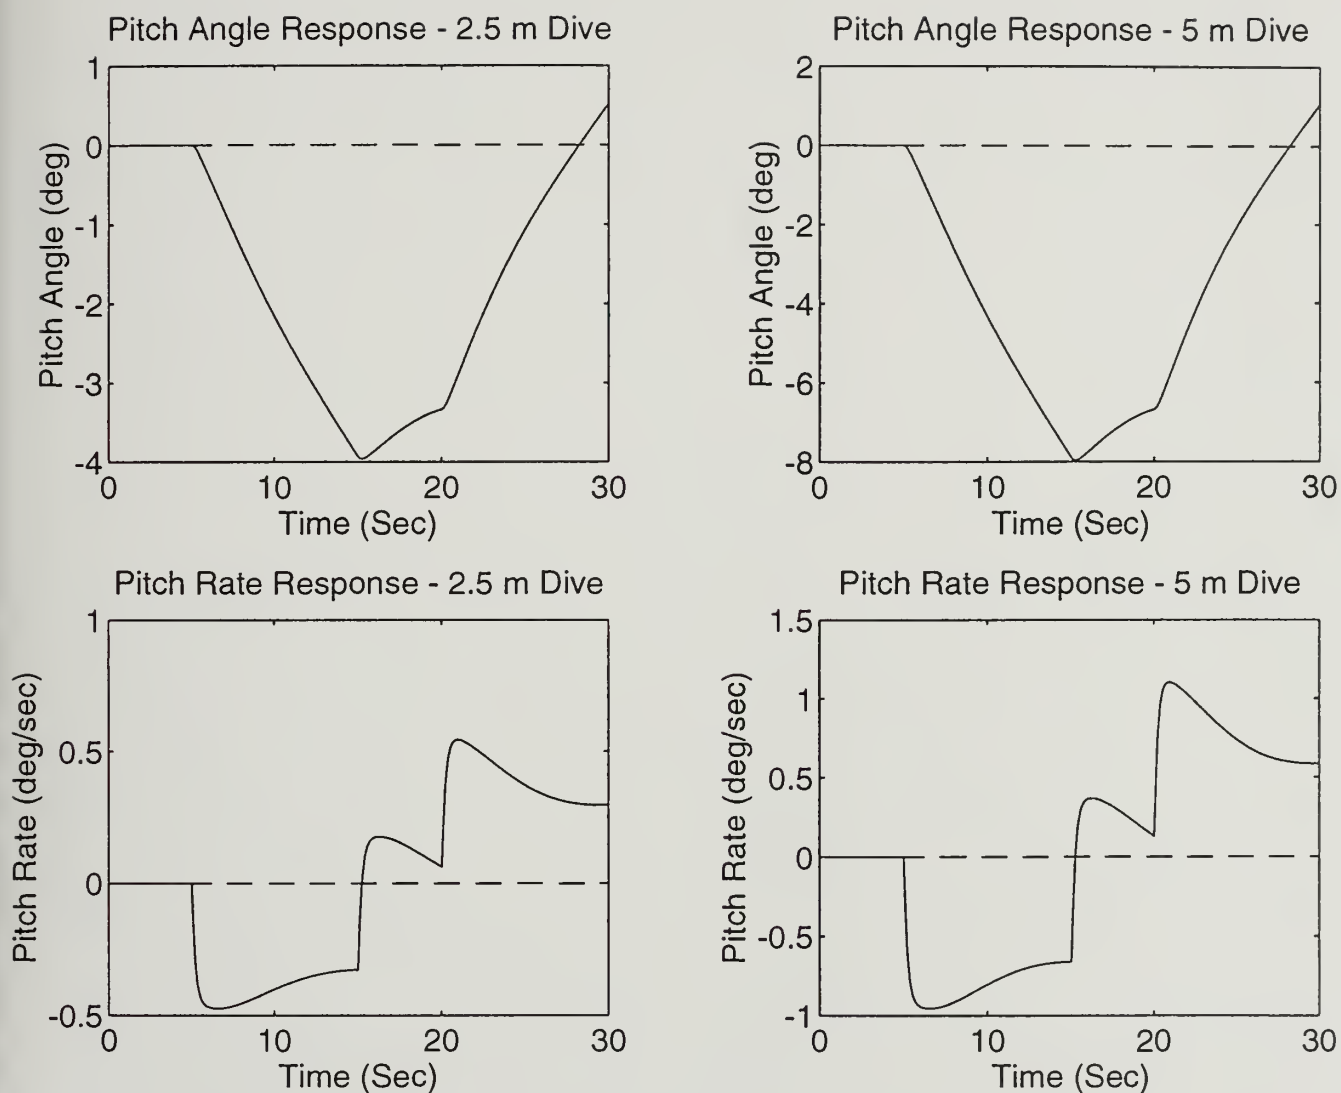 Pitch Angle Response - 2.5 m Dive
Pitch Angle (deg)
1
0
-1
-2
-3
-4
0 10 20 30
Time (Sec)
Pitch Angle Response - 5 m Dive
Pitch Angle (deg)
2
0
-2
-4
-6
-8
0 10 20 30
Time (Sec)
Pitch Rate Response - 2.5 m Dive
Pitch Rate (deg/sec)
1
0.5
0
-0.5
0 10 20 30
Time (Sec)
Pitch Rate Response - 5 m Dive
Pitch Rate (deg/sec)
1.5
1
0.5
0
-0.5
-1
0 10 20 30
Time (Sec)